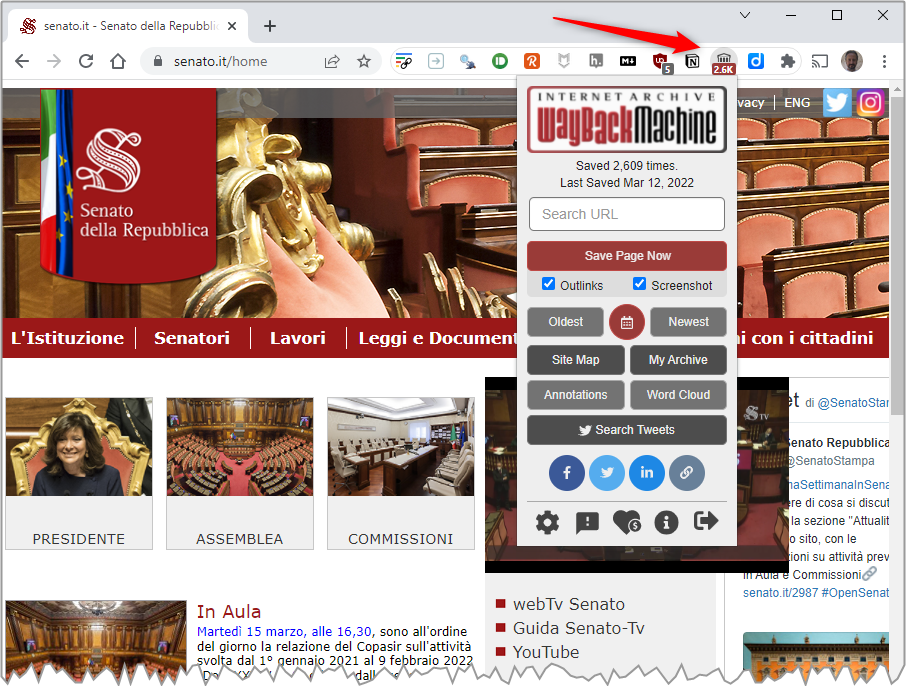 senato.it - Senato della Repubblic
senato.it/home
5
2.6K
INTERNET ARCHIVE
WayBackMachine
Saved 2,609 times.
Last Saved Mar 12, 2022
Search URL
Save Page Now
Outlinks
Screenshot
Oldest
Newest
Site Map
My Archive
Annotations
Word Cloud
Search Tweets
vacy | ENG
Senato
della Repubblica
L'Istituzione
Senatori
Lavori
Leggi e Document
ni con i cittadini
PRESIDENTE
ASSEMBLEA
COMMISSIONI
In Aula
Martedì 15 marzo, alle 16,30, sono all'ordine
del giorno la relazione del Copasir sull'attività
svolta dal 1° gennaio 2021 al 9 febbraio 2022
TV
webTv Senato
Guida Senato-Tv
YouTube
et di @SenatoStam
Senato Repubblica
@SenatoStampa
naSettimanaInSena
ere di cosa si discut
la sezione "Attualit
o sito, con le
zioni su attività prev
in Aula e Commissioni
senato.it/2987 #OpenSenat